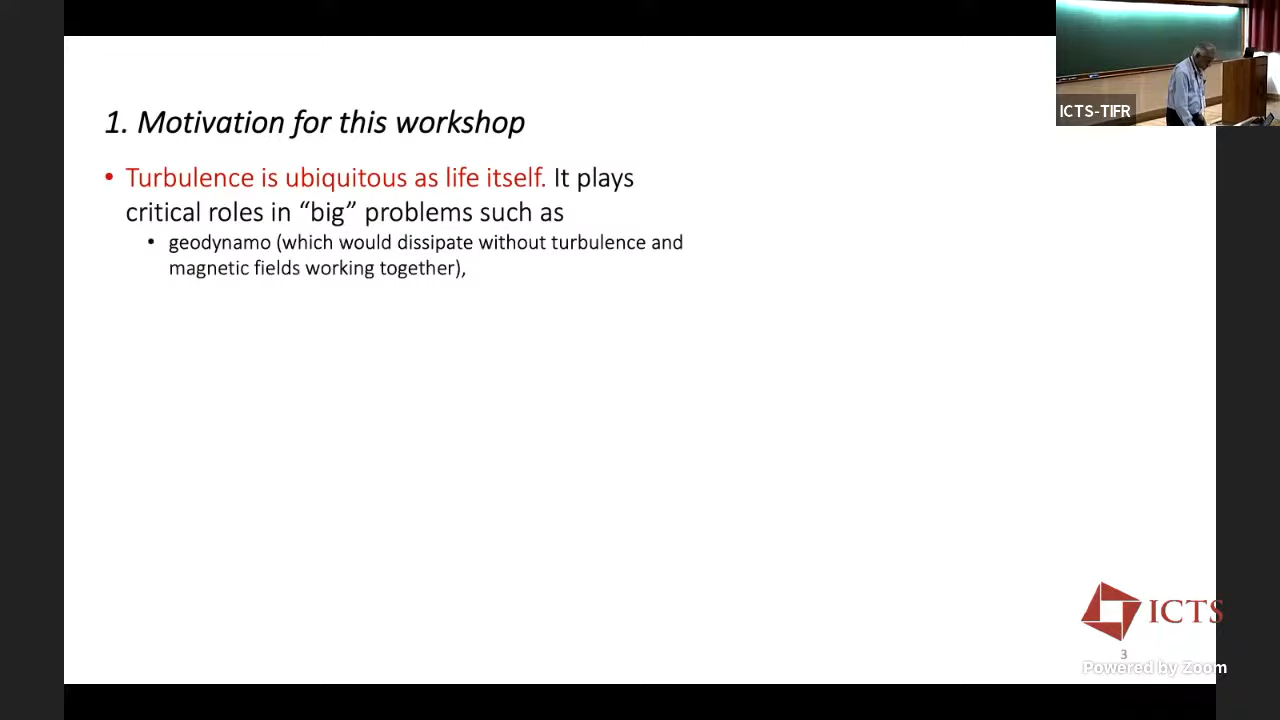 1. Motivation for this workshop
• Turbulence is ubiquitous as life itself. It plays
critical roles in “big” problems such as
• geodynamo (which would dissipate without turbulence and
magnetic fields working together),
ICTS-TIFR
ICTS
3
Powered by Zoom